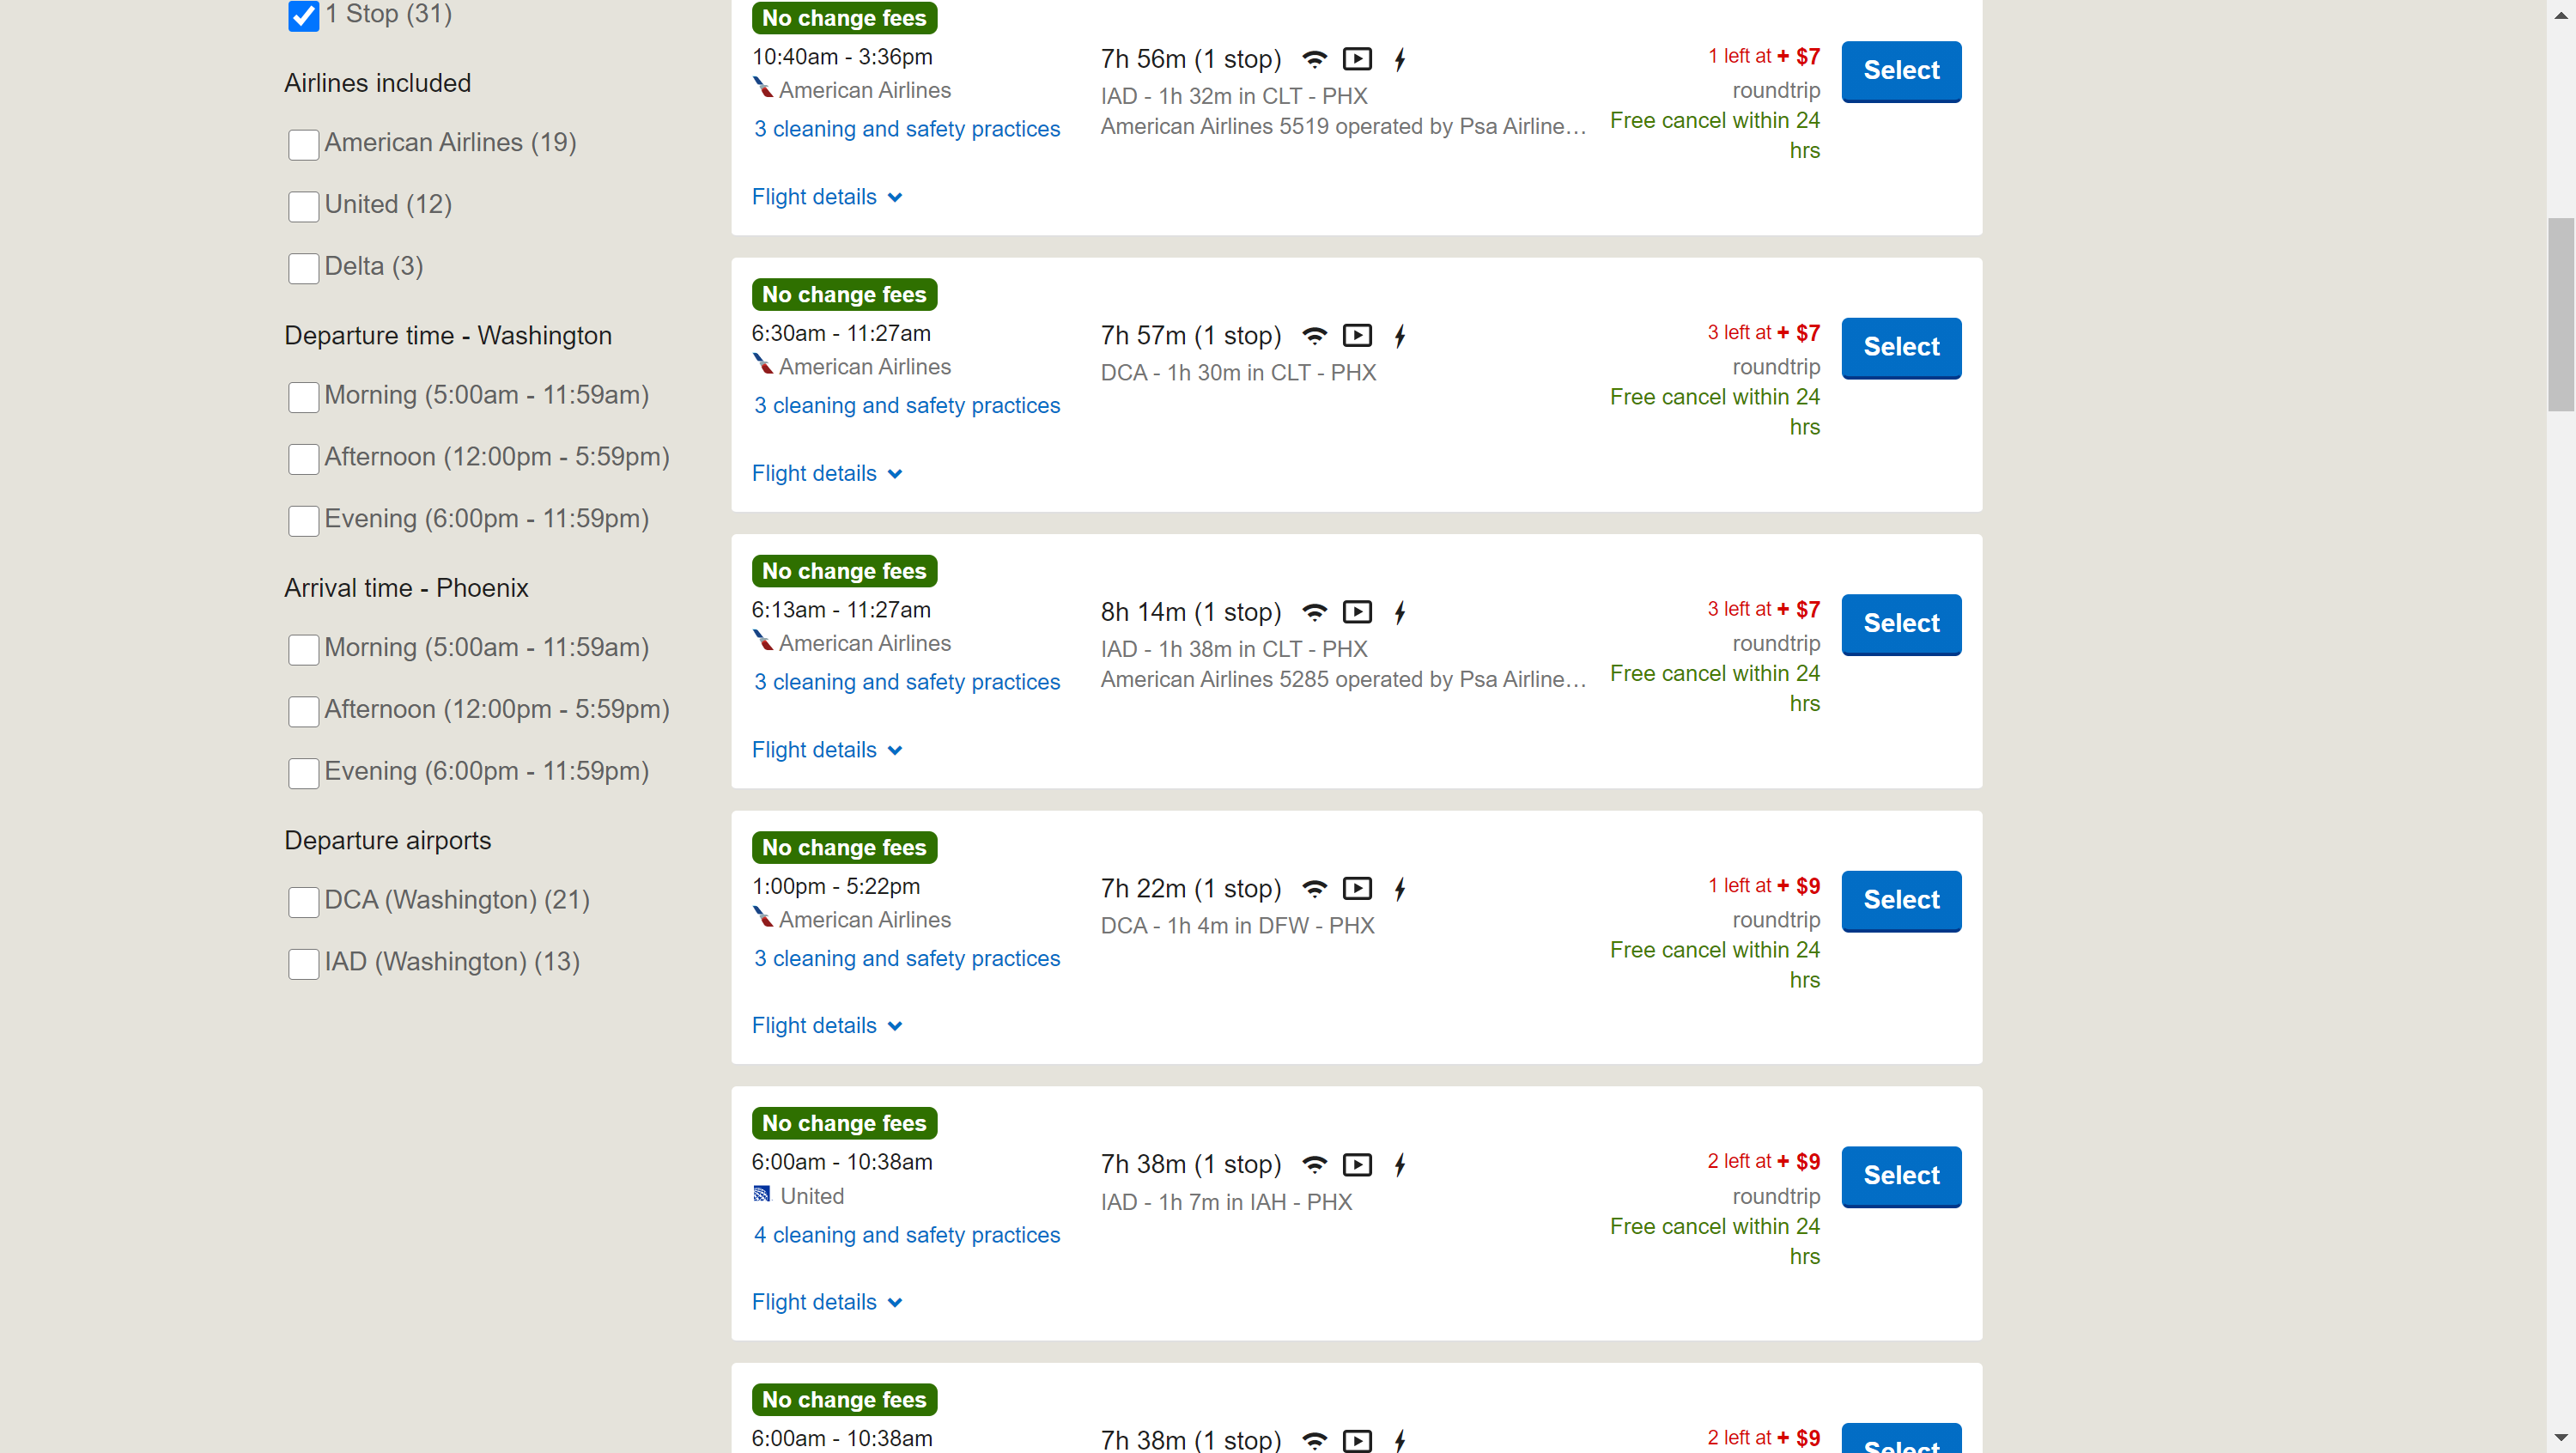 1 Stop (31)
Airlines included
American Airlines (19)
United (12)
Delta (3)
Departure time - Washington
Morning (5:00am - 11:59am)
Afternoon (12:00pm - 5:59pm)
Evening (6:00pm - 11:59pm)
Arrival time - Phoenix
Morning (5:00am - 11:59am)
Afternoon (12:00pm - 5:59pm)
Evening (6:00pm - 11:59pm)
Departure airports
DCA (Washington) (21)
IAD (Washington) (13)
No change fees
10:40am - 3:36pm
American Airlines
3 cleaning and safety practices
7h 56m (1 stop)
IAD - 1h 32m in CLT - PHX
American Airlines 5519 operated by Psa Airline...
1 left at + $7
roundtrip
Free cancel within 24
hrs
Select
Flight details
No change fees
6:30am - 11:27am
American Airlines
3 cleaning and safety practices
7h 57m (1 stop)
DCA - 1h 30m in CLT - PHX
3 left at + $7
roundtrip
Free cancel within 24
hrs
Select
Flight details
No change fees
6:13am - 11:27am
American Airlines
3 cleaning and safety practices
8h 14m (1 stop)
IAD - 1h 38m in CLT - PHX
American Airlines 5285 operated by Psa Airline...
3 left at + $7
roundtrip
Free cancel within 24
hrs
Select
Flight details
No change fees
1:00pm - 5:22pm
American Airlines
3 cleaning and safety practices
7h 22m (1 stop)
DCA - 1h 4m in DFW - PHX
1 left at + $9
roundtrip
Free cancel within 24
hrs
Select
Flight details
No change fees
6:00am - 10:38am
United
4 cleaning and safety practices
7h 38m (1 stop)
IAD - 1h 7m in IAH - PHX
2 left at + $9
roundtrip
Free cancel within 24
hrs
Select
Flight details
No change fees
6:00am - 10:38am
7h 38m (1 stop)
2 left at + $9
Select